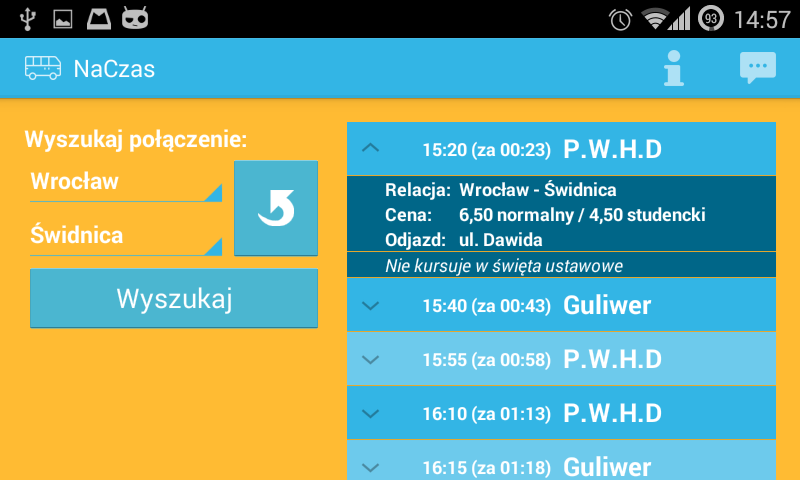 93 14:57
NaCzas
Wyszukaj połączenie:
Wrocław
Świdnica
Wyszukaj
15:20 (za 00:23) P.W.H.D
Relacja: Wrocław - Świdnica
Cena: 6,50 normalny / 4,50 studencki
Odjazd: ul. Dawida
Nie kursuje w święta ustawowe
15:40 (za 00:43) Guliwer
15:55 (za 00:58) P.W.H.D
16:10 (za 01:13) P.W.H.D
16:15 (za 01:18) Guliwer